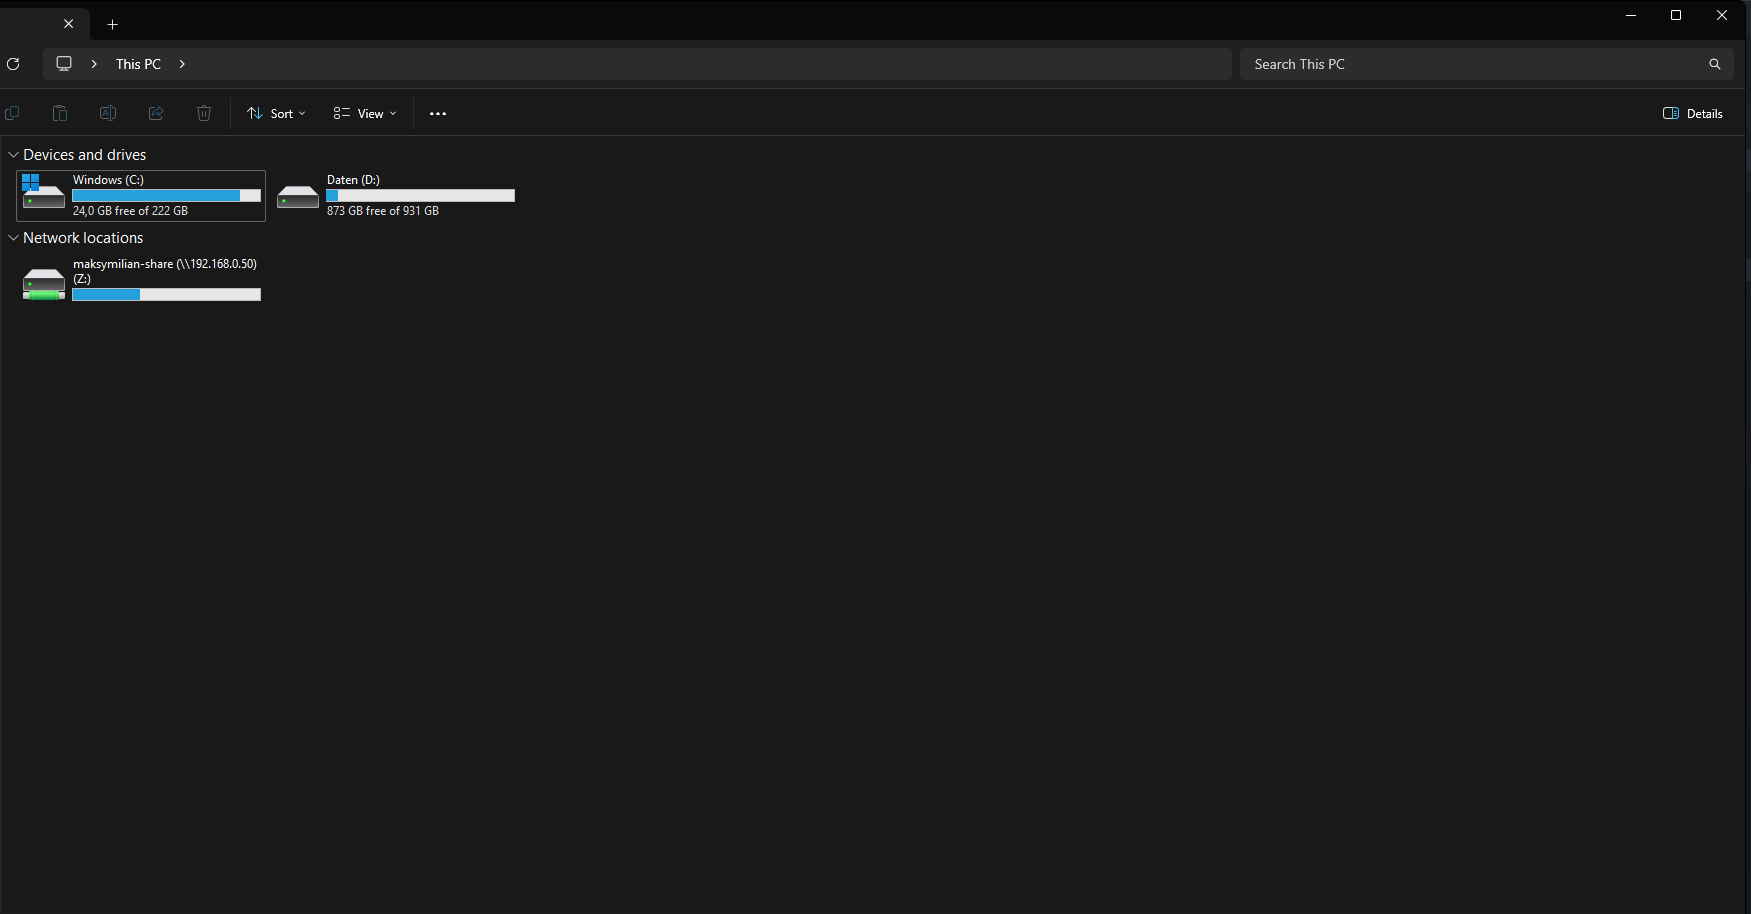 This PC
Search This PC
Sort
View
Details
Devices and drives
Windows (C:)
24,0 GB free of 222 GB
Daten (D:)
873 GB free of 931 GB
Network locations
maksymilian-share (\\192.168.0.50)
(Z:)